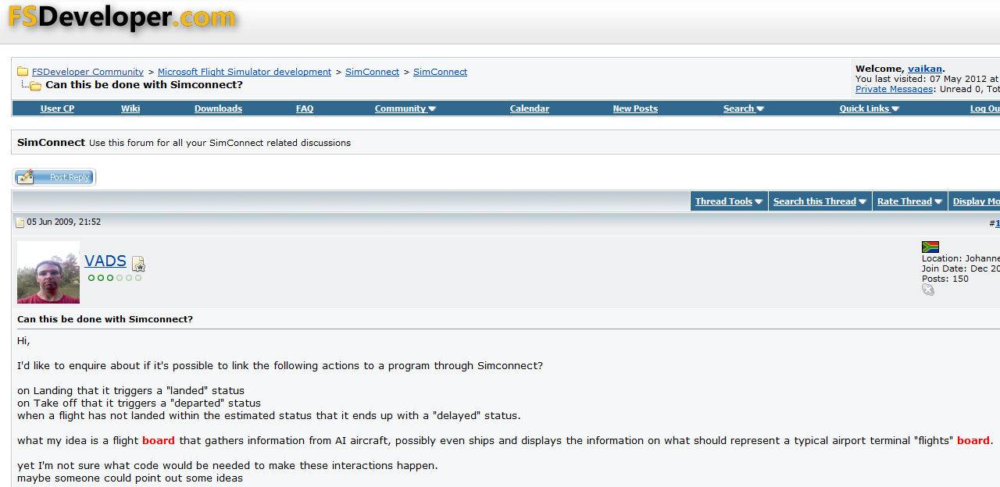 FSDeveloper.com
FSDeveloper Community > Microsoft Flight Simulator development > SimConnect > SimConnect
Can this be done with Simconnect?
Welcome, vaikan.
You last visited: 07 May 2012 at
Private Messages: Unread 0, Tot
User CP Wiki Downloads FAQ Community Calendar New Posts Search Quick Links Log Ou
SimConnect Use this forum for all your SimConnect related discussions
Post Reply
Thread Tools Search this Thread Rate Thread Display Mo
05 Jun 2009, 21:52 #1
VADS
Location: Johanne
Join Date: Dec 20
Posts: 150
Can this be done with Simconnect?
Hi,
I'd like to enquire about if it's possible to link the following actions to a program through Simconnect?
on Landing that it triggers a "landed" status
on Take off that it triggers a "departed" status
when a flight has not landed within the estimated status that it ends up with a "delayed" status.
what my idea is a flight board that gathers information from AI aircraft, possibly even ships and displays the information on what should represent a typical airport terminal "flights" board.
yet I'm not sure what code would be needed to make these interactions happen.
maybe someone could point out some ideas